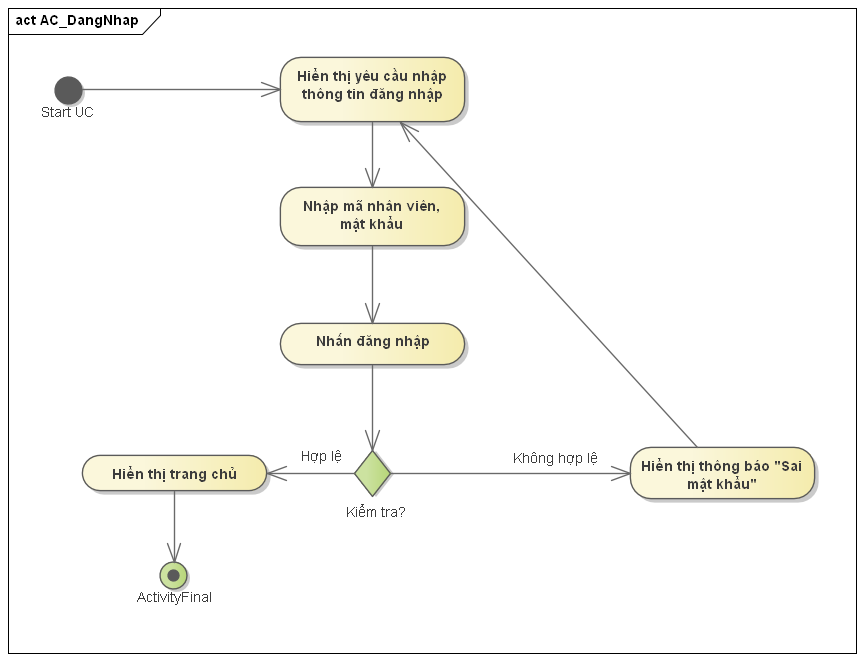 act AC_DangNhap
Hiển thị yêu cầu nhập
thông tin đăng nhập
Start UC
Nhập mã nhân viên,
mật khẩu
Nhấn đăng nhập
Hợp lệ
Không hợp lệ
Hiển thị trang chủ
Hiển thị thông báo "Sai
mật khẩu"
Kiểm tra?
ActivityFinal